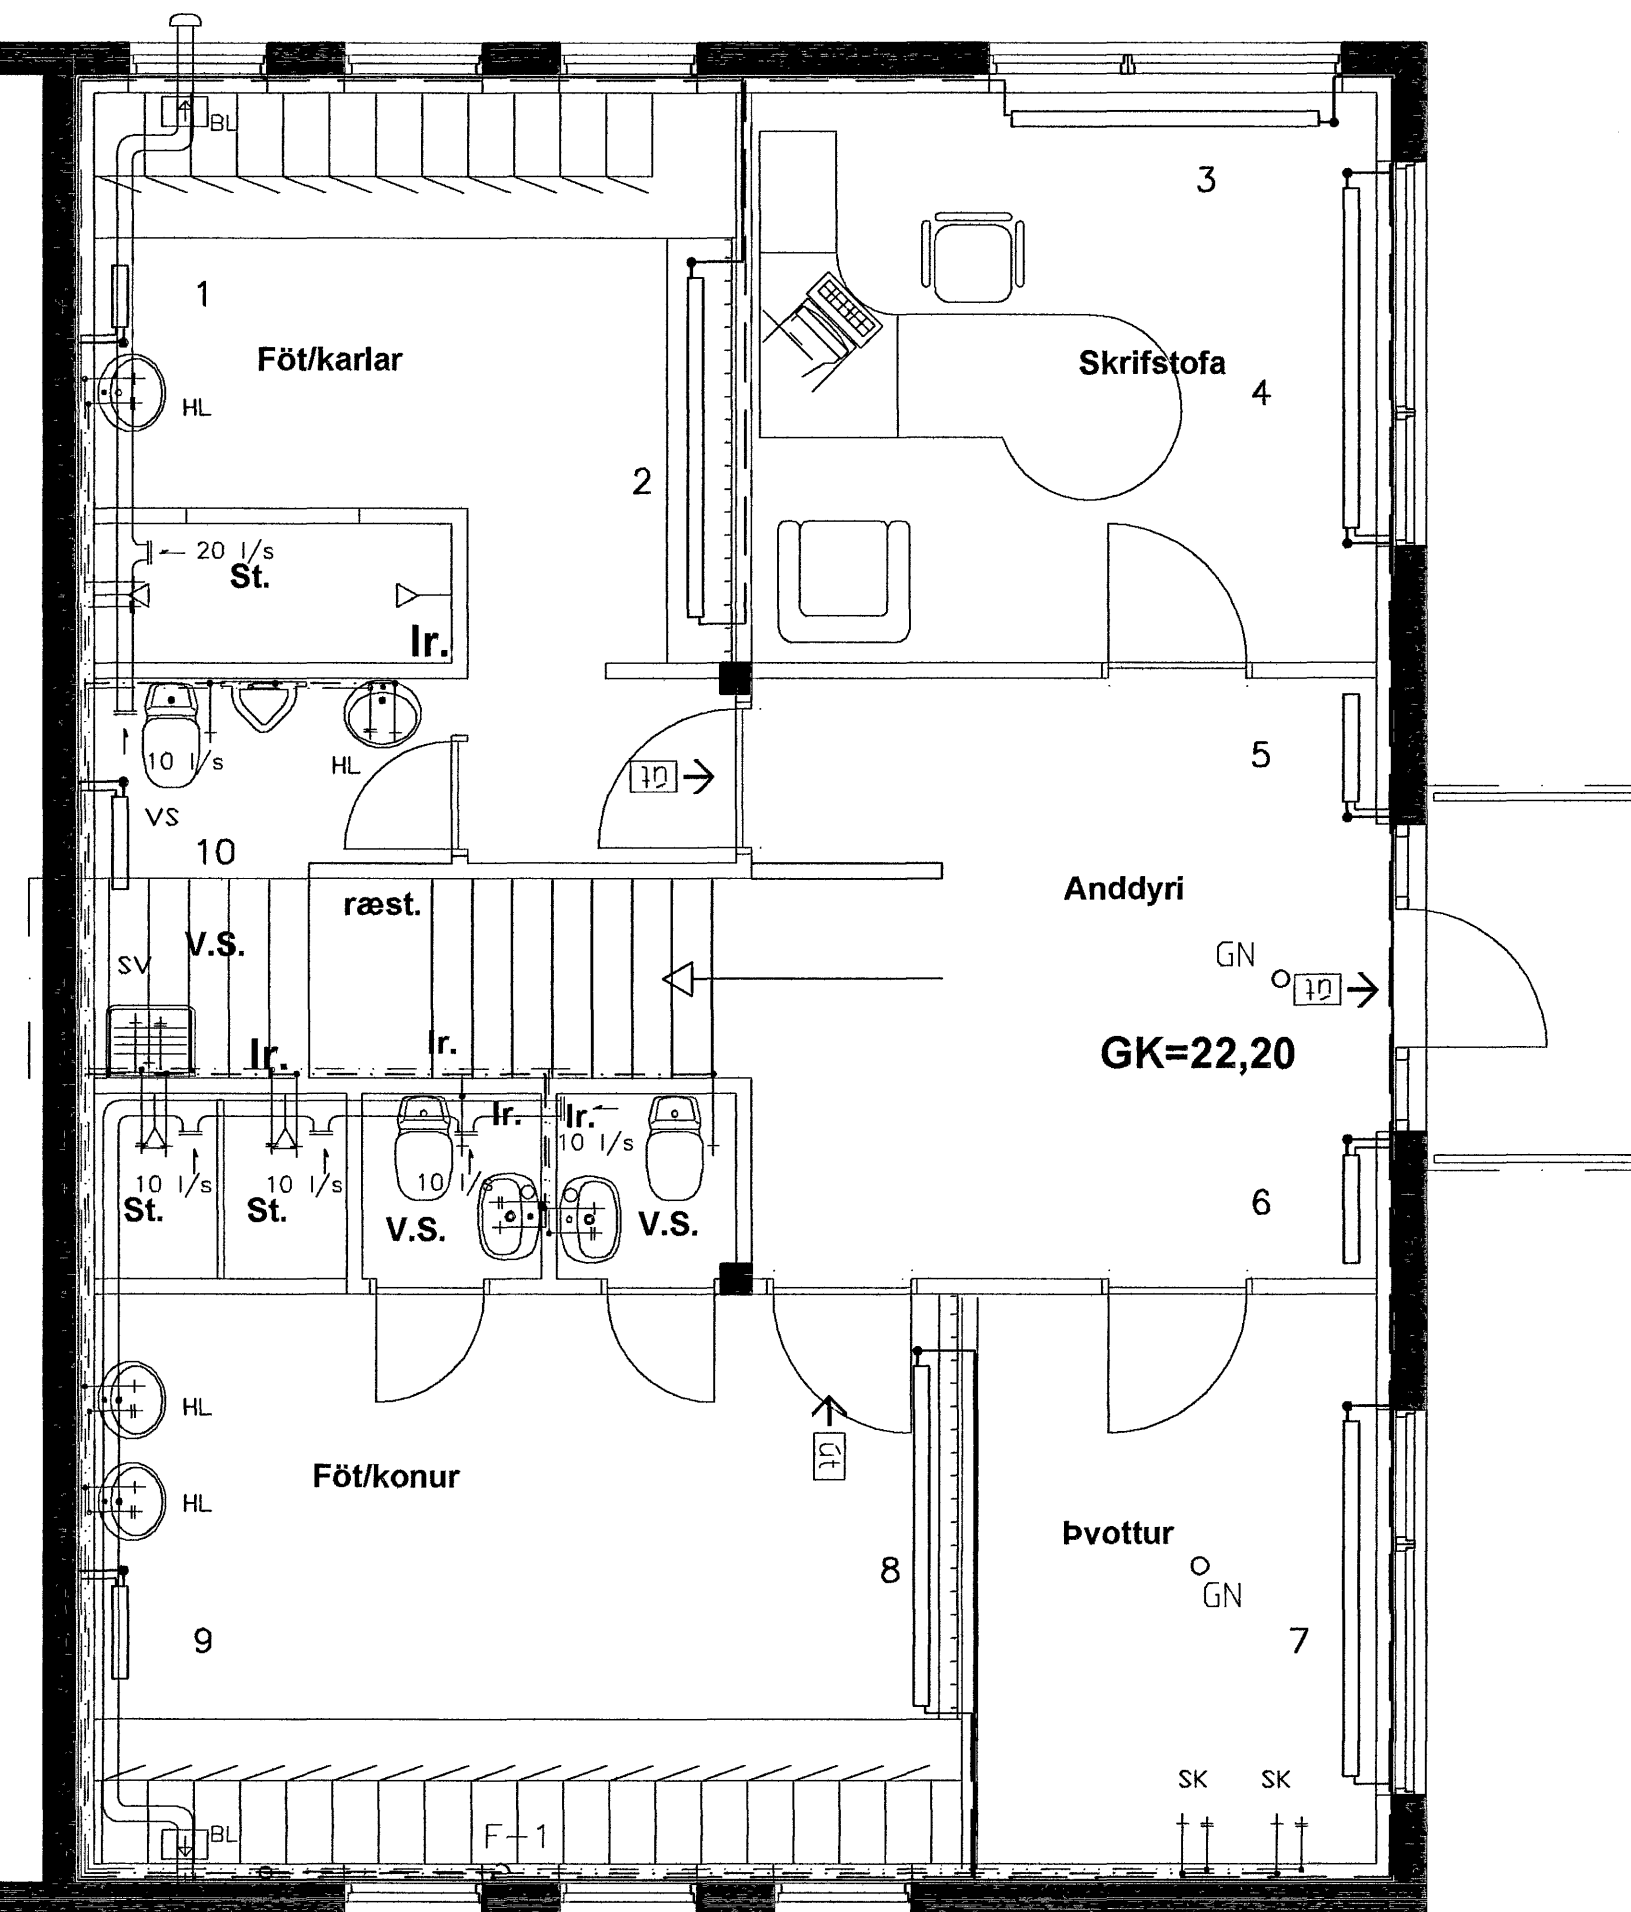 BL
3
1
Föt/karlar
Skrifstofa
4
HL
2
20 l/s
St.
Ir.
10 l/s
HL
út
5
VS
10
ræst.
Anddyri
V.S.
SV
GN
út
Ir.
Ir.
GK=22,20
Ir.
Ir.
10 l/s
10 l/s
10 l/s
10 l/s
St.
St.
V.S.
V.S.
6
HL
út
Föt/konur
HL
Þvottur
8
GN
9
7
SK
SK
BL
F-1